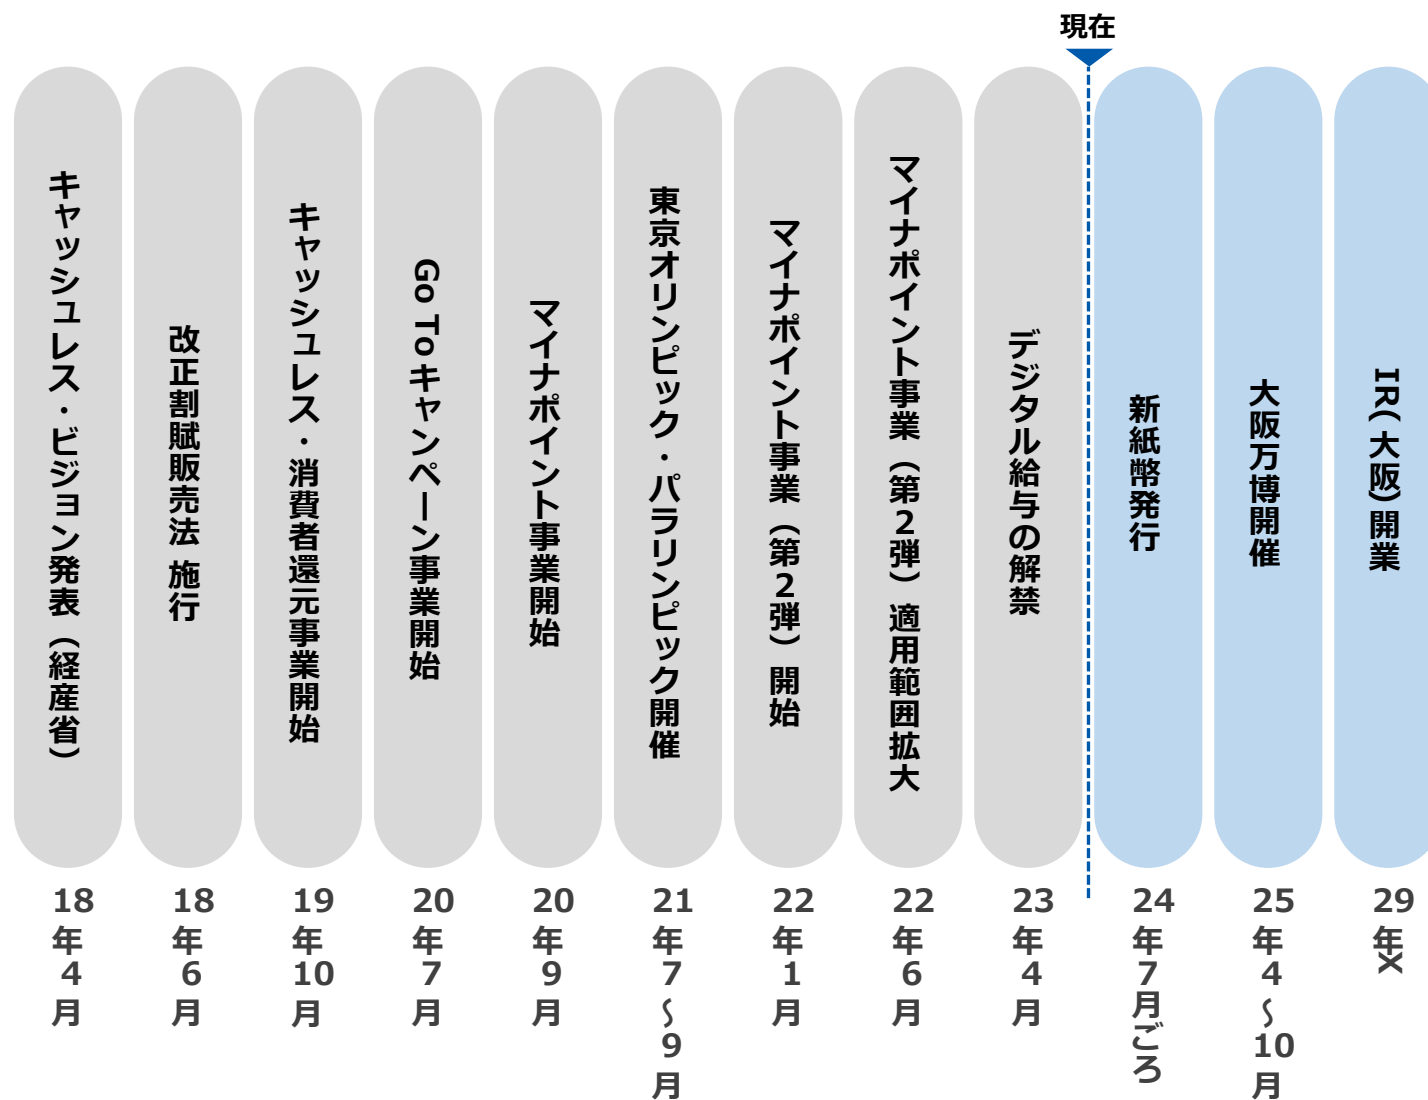 現在
キャッシュレス・ビジョン発表（経産省）
改正割賦販売法 施行
キャッシュレス・消費者還元事業開始
Go Toキャンペーン事業開始
マイナポイント事業開始
東京オリンピック・パラリンピック開催
マイナポイント事業（第2弾）開始
マイナポイント事業（第2弾）適用範囲拡大
デジタル給与の解禁
新紙幣発行
大阪万博開催
IR(大阪)開業
18年4月
18年6月
19年10月
20年7月
20年9月
21年7～9月
22年1月
22年6月
23年4月
24年7月ごろ
25年4～10月
29年X